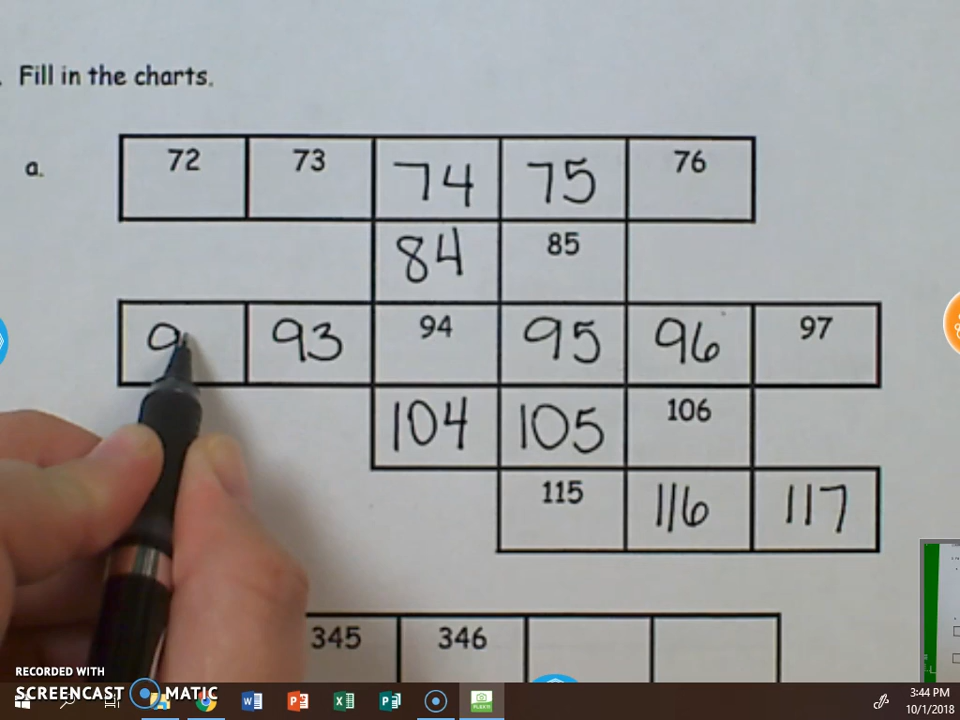 . Fill in the charts.
a.
72 73 74 75 76
84 85
9 93 94 95 96 97
104 105 106
115 116 117
345 346
RECORDED WITH
SCREENCAST MATIC
3:44 PM
10/1/2018